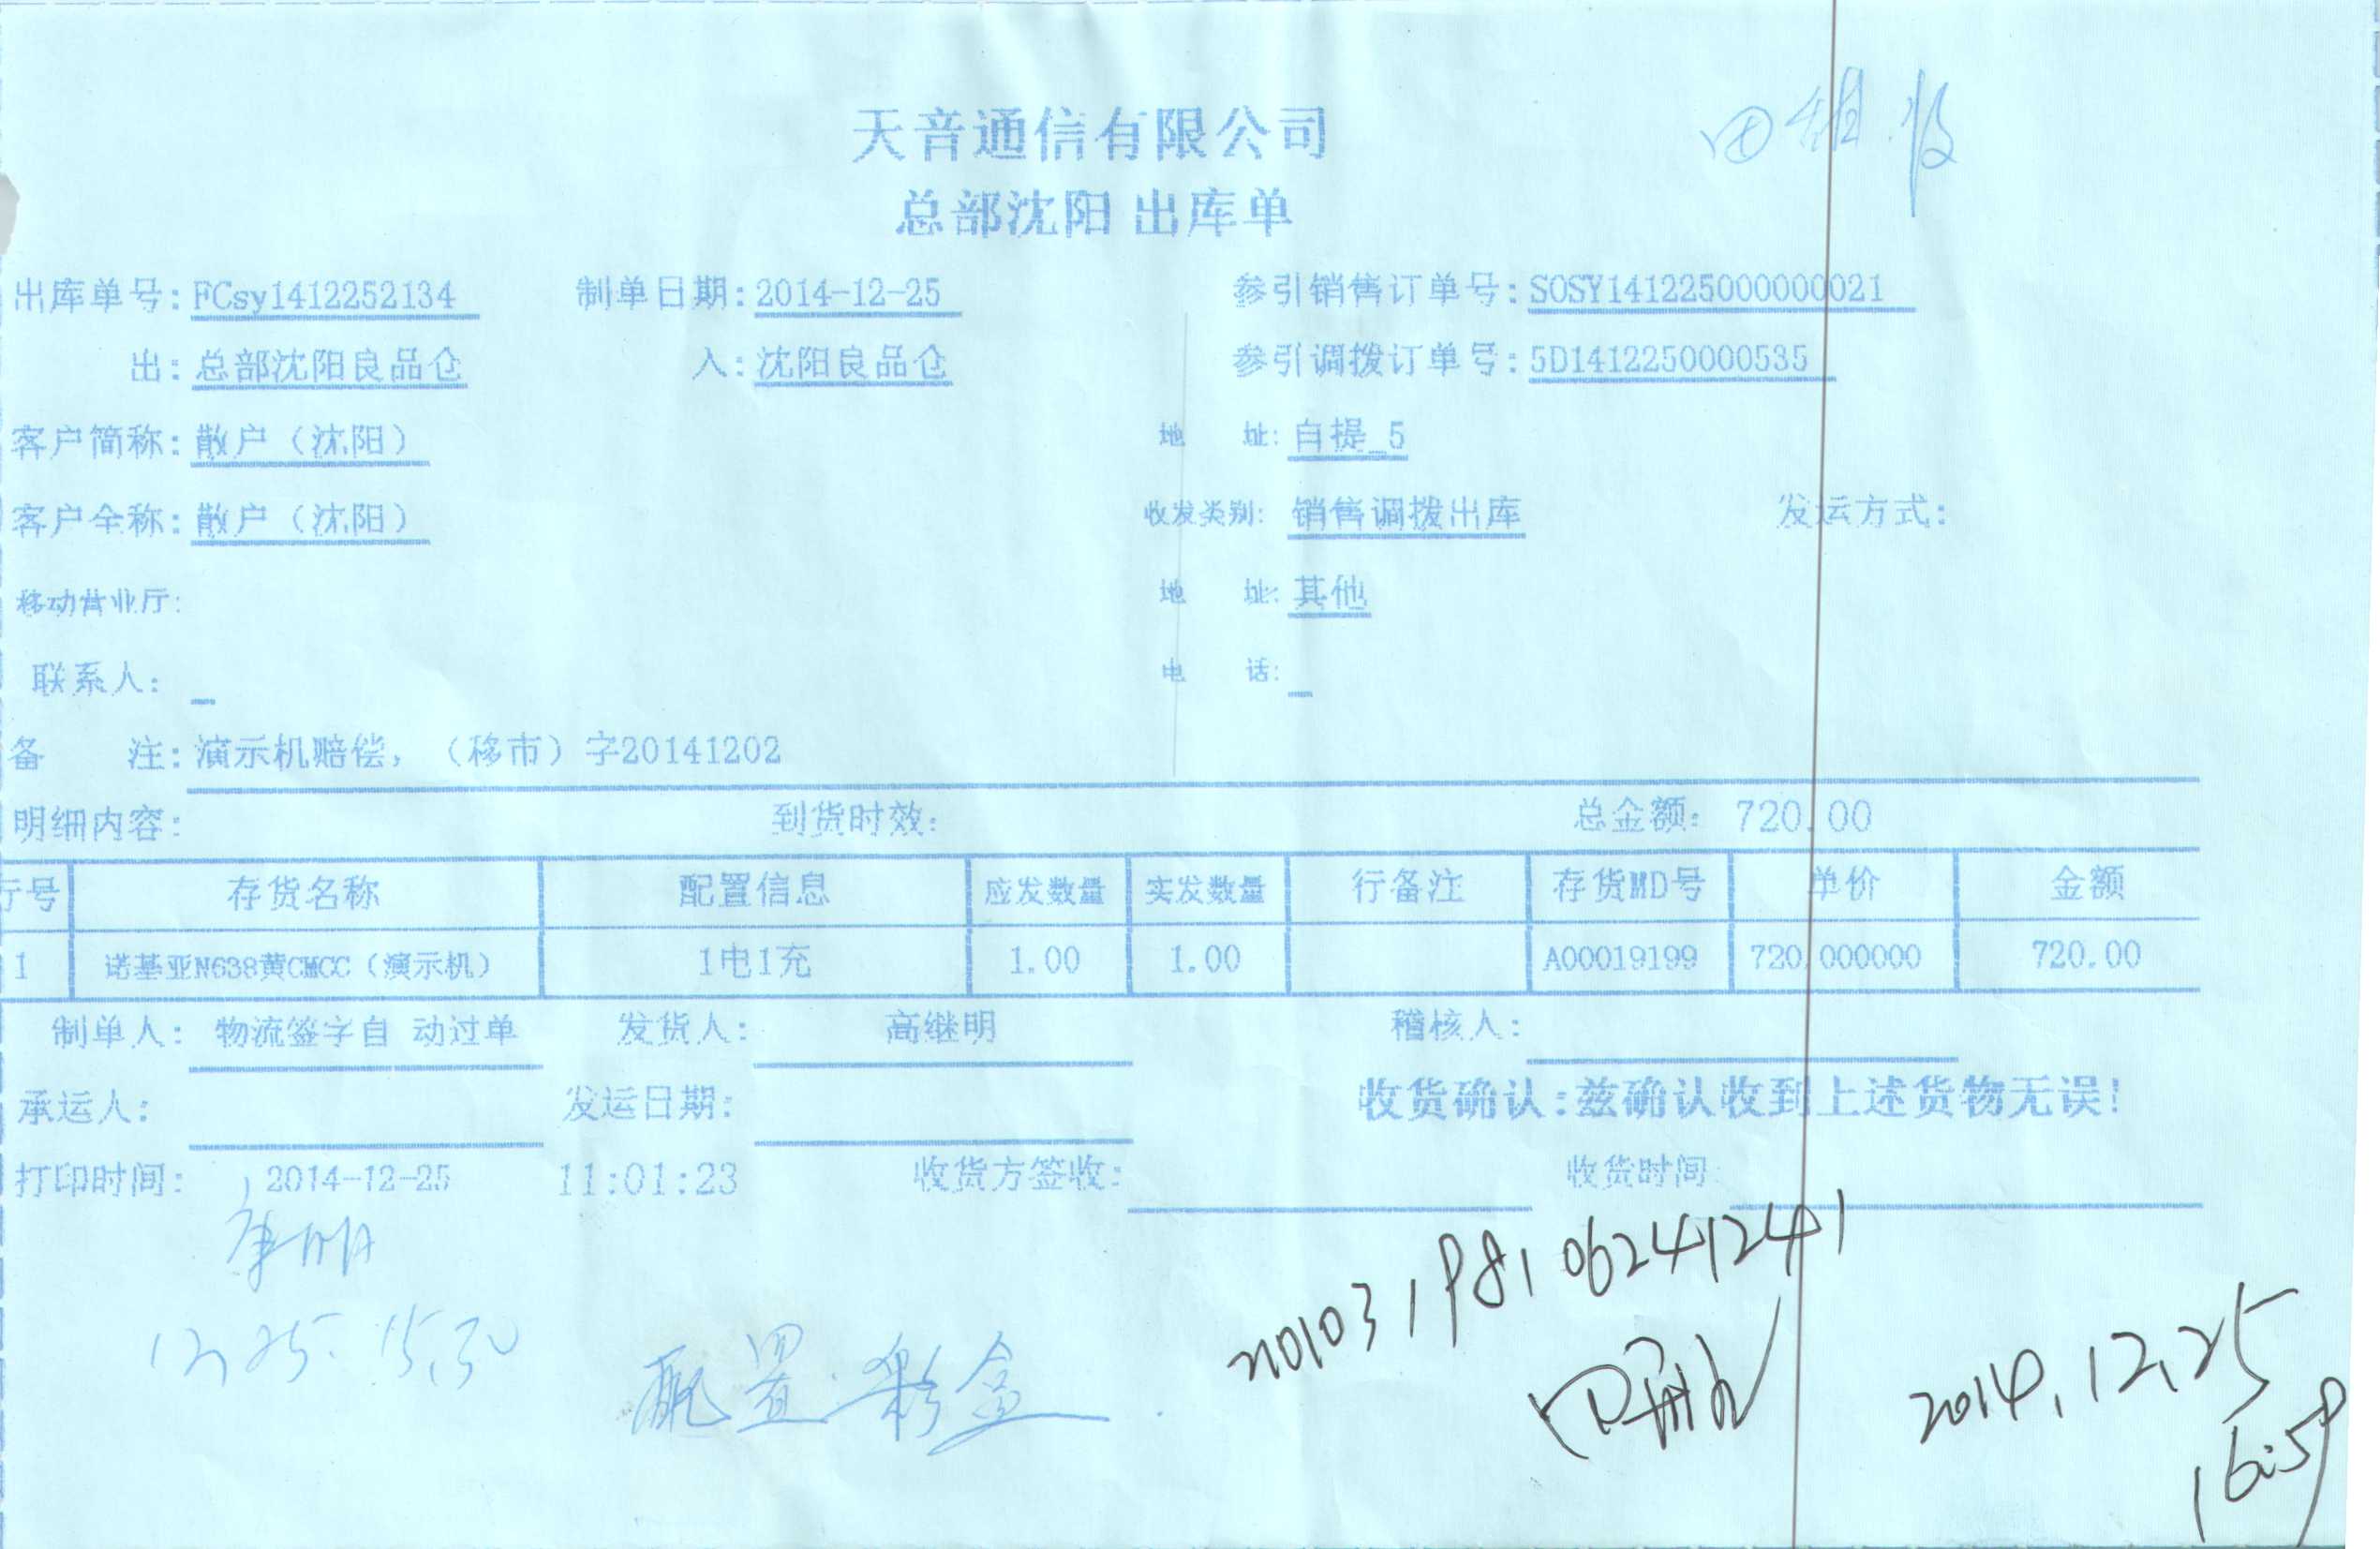 天音通信有限公司
总部沈阳 出库单
出库单号: FCsy1412252134 制单日期: 2014-12-25 参引销售订单号: SOSY141225000000021
出: 总部沈阳良品仓 入: 沈阳良品仓 参引调拨订单号: 5D1412250000535
客户简称: 散户（沈阳） 地 址: 自提_5
客户全称: 散户（沈阳） 收发类别: 销售调拨出库 发运方式:
移动营业厅: 地 址: 其他
联系人: _ 电 话: _
备 注: 演示机赔偿，（移市）字20141202
明细内容: 到货时效: 总金额: 720.00
行号 存货名称 配置信息 应发数量 实发数量 行备注 存货MD号 单价 金额
1 诺基亚N638黄CMCC（演示机） 1电1充 1.00 1.00 A00019199 720.000000 720.00
制单人: 物流签字自 动过单 发货人: 高继明 稽核人:
承运人: 发运日期: 收货确认:兹确认收到上述货物无误!
打印时间: 2014-12-25 11:01:23 收货方签收: 收货时间:
12.25. 15.30
配置.彩盒
210103198106241241
2014.12.25
16:59